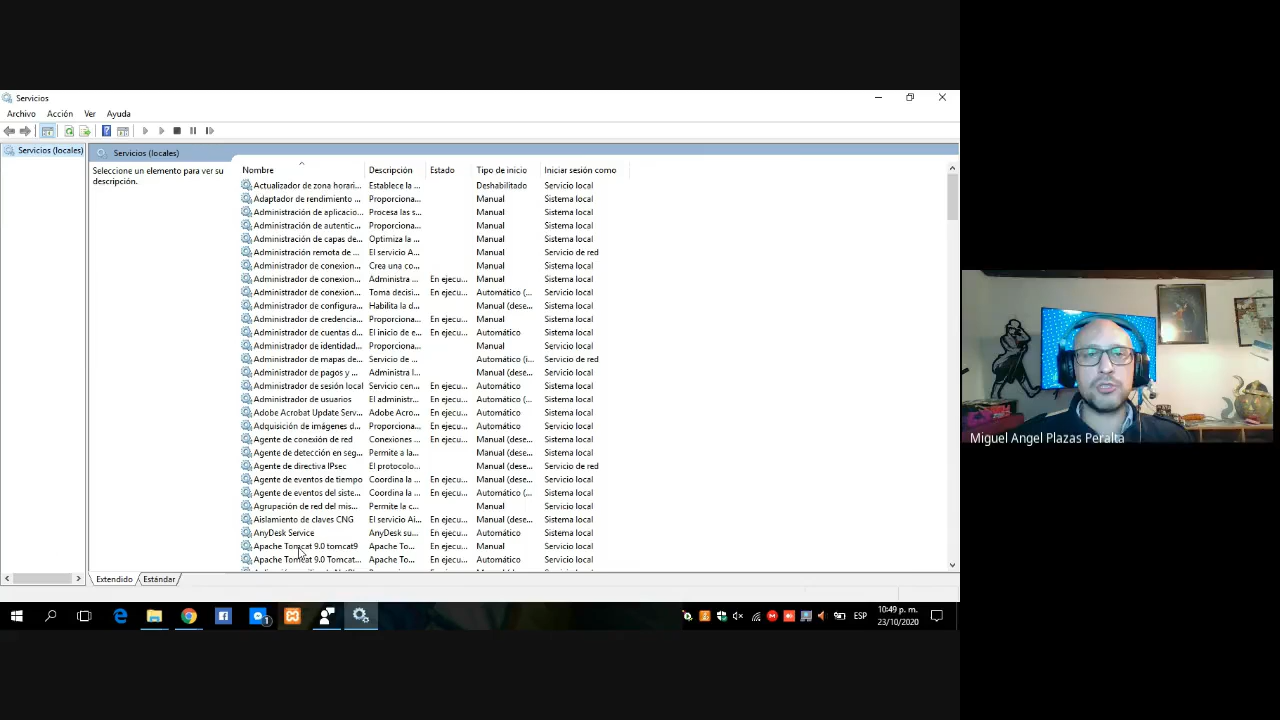 Servicios
Archivo Acción Ver Ayuda
Servicios (locales)
Servicios (locales)
Seleccione un elemento para ver su
descripción.
Nombre Descripción Estado Tipo de inicio Iniciar sesión como
Actualizador de zona horari... Establece la ... Deshabilitado Servicio local
Adaptador de rendimiento ... Proporciona... Manual Sistema local
Administración de aplicacio... Procesa las s... Manual Sistema local
Administración de autentic... Proporciona... Manual Sistema local
Administrador de capas de... Optimiza la ... Manual Sistema local
Administración remota de ... El servicio A... Manual Servicio de red
Administrador de conexion... Crea una co... Manual Sistema local
Administrador de conexion... Administra ... En ejecu... Manual Sistema local
Administrador de conexion... Toma decisi... En ejecu... Automático (... Servicio local
Administrador de configura... Habilita la d... Manual (dese... Sistema local
Administrador de credencia... Proporciona... En ejecu... Manual Sistema local
Administrador de cuentas d... El inicio de e... En ejecu... Automático Sistema local
Administrador de identidad... Proporciona... Manual Servicio local
Administrador de mapas de... Servicio de ... Automático (i... Servicio de red
Administrador de pagos y ... Administra l... Manual (dese... Servicio local
Administrador de sesión local Servicio cen... En ejecu... Automático Sistema local
Administrador de usuarios El administr... En ejecu... Automático (... Sistema local
Adobe Acrobat Update Serv... Adobe Acro... En ejecu... Automático Sistema local
Adquisición de imágenes d... Proporciona... En ejecu... Automático Servicio local
Agente de conexión de red Conexiones ... En ejecu... Manual (dese... Sistema local
Agente de detección en seg... Permite a la... Manual (dese... Servicio local
Agente de directiva IPsec El protocolo... Manual (dese... Servicio de red
Agente de eventos de tiempo Coordina la ... En ejecu... Manual (dese... Servicio local
Agente de eventos del siste... Coordina la ... En ejecu... Automático (... Sistema local
Agrupación de red del mis... Permite la c... Manual Servicio local
Aislamiento de claves CNG El servicio Ai... En ejecu... Manual (dese... Sistema local
AnyDesk Service AnyDesk su... En ejecu... Automático Sistema local
Apache Tomcat 9.0 tomcat9 Apache To... En ejecu... Manual Servicio local
Apache Tomcat 9.0 Tomcat... Apache To... En ejecu... Automático Servicio local
Extendido Estándar
1
ESP
10:49 p. m.
23/10/2020
Miguel Angel Plazas Peralta